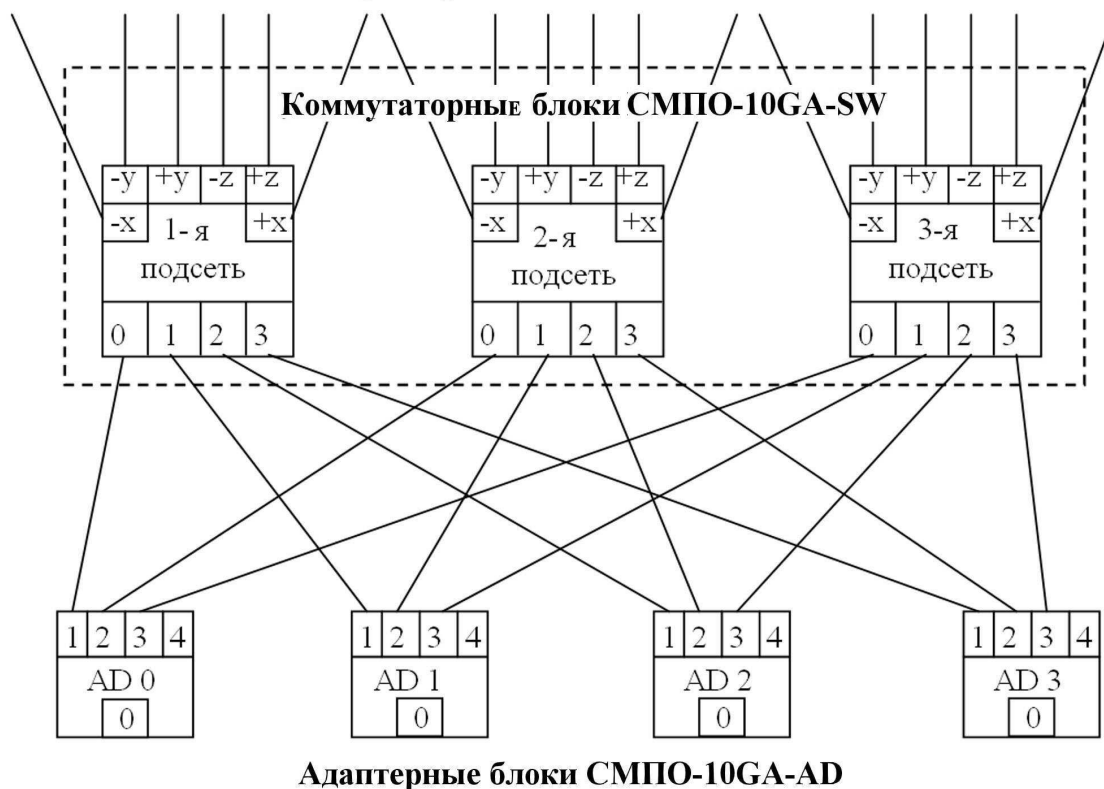 КоммутаторныЕ блоки СМПО-10GA-SW
-y +y -z +z -y +y -z +z -y +y -z +z
-x 1-я +x -x 2-я +x -x 3-я +x
подсеть подсеть подсеть
0 1 2 3 0 1 2 3 0 1 2 3
1 2 3 4 1 2 3 4 1 2 3 4 1 2 3 4
AD 0 AD 1 AD 2 AD 3
0 0 0 0
Адаптерные блоки СМПО-10GA-AD